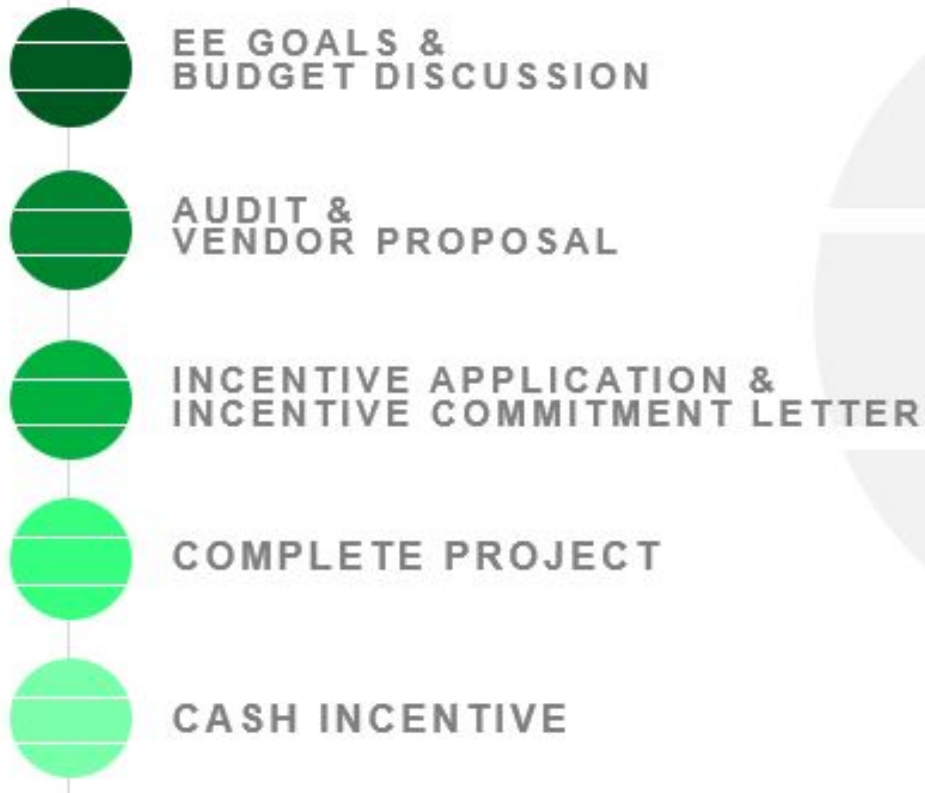 EE GOALS &
BUDGET DISCUSSION
AUDIT &
VENDOR PROPOSAL
INCENTIVE APPLICATION &
INCENTIVE COMMITMENT LETTER
COMPLETE PROJECT
CASH INCENTIVE